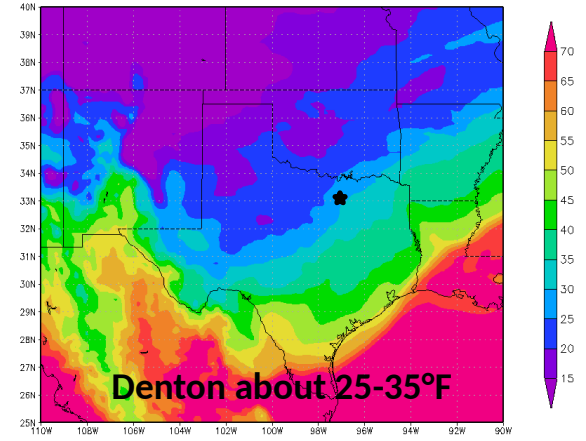 40N
39N
38N
37N
36N
35N
34N
33N
32N
31N
30N
29N
28N
27N
26N
25N
110W 108W 106W 104W 102W 100W 98W 96W 94W 92W 90W
70
60
60
55
50
45
40
35
30
25
20
15
Denton about 25-35°F